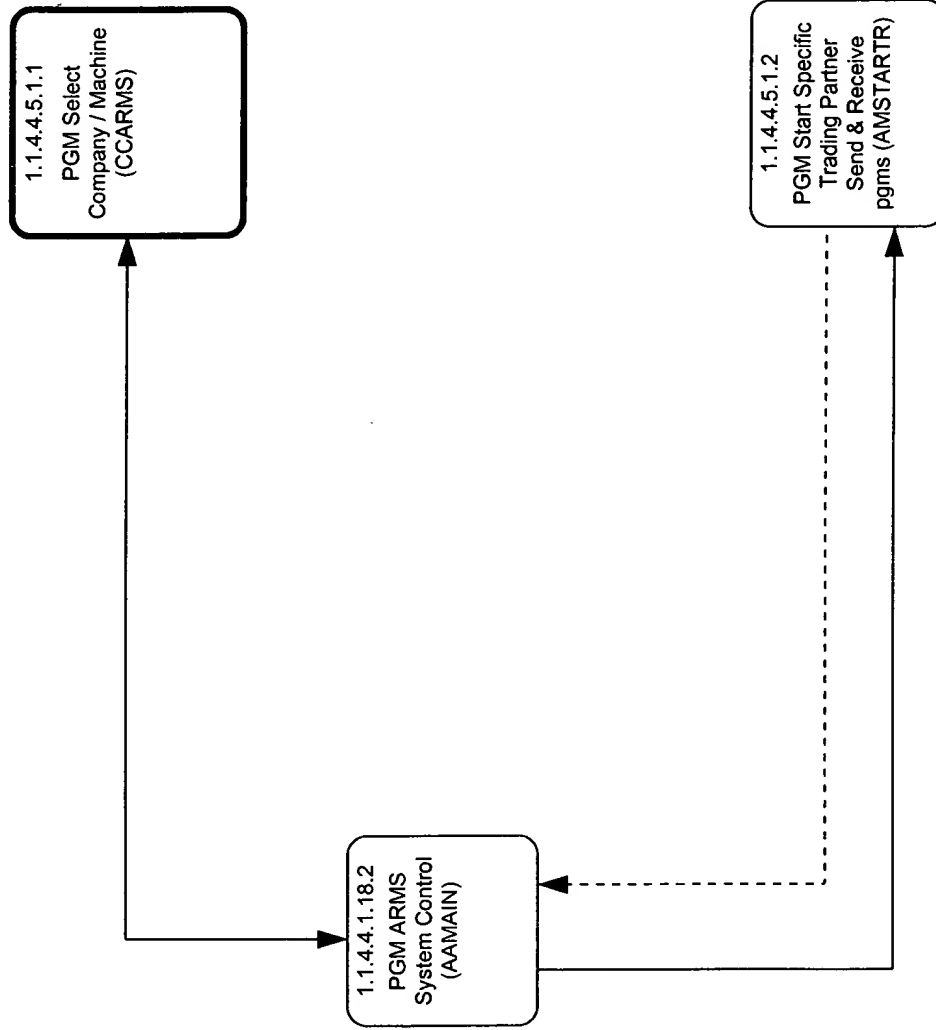 1.1.4.4.5.1.1
PGM Select
Company / Machine
(CCARMS)
1.1.4.4.1.18.2
PGM ARMS
System Control
(AAMAIN)
1.1.4.4.5.1.2
PGM Start Specific
Trading Partner
Send & Receive
pgms (AMSTARTR)